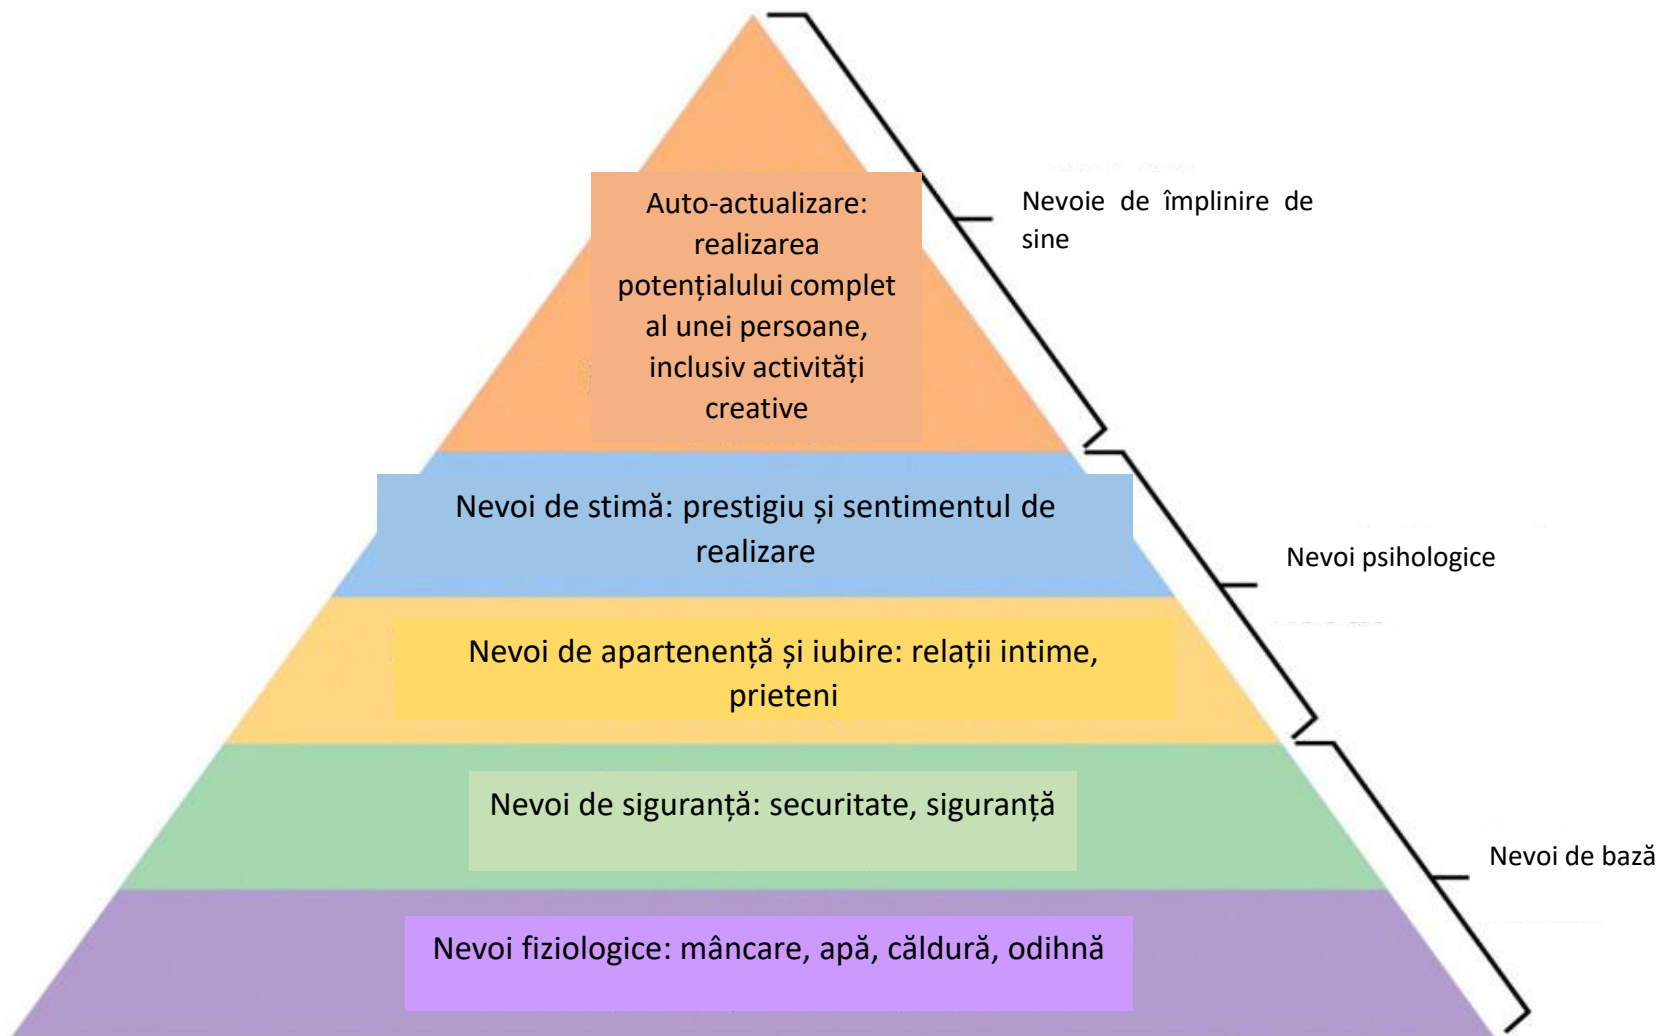 Auto-actualizare:
realizarea
potențialului complet
al unei persoane,
inclusiv activități
creative
Nevoie de împlinire de
sine
Nevoi de stimă: prestigiu și sentimentul de
realizare
Nevoi psihologice
Nevoi de apartenență și iubire: relații intime,
prieteni
Nevoi de siguranță: securitate, siguranță
Nevoi de bază
Nevoi fiziologice: mâncare, apă, căldură, odihnă